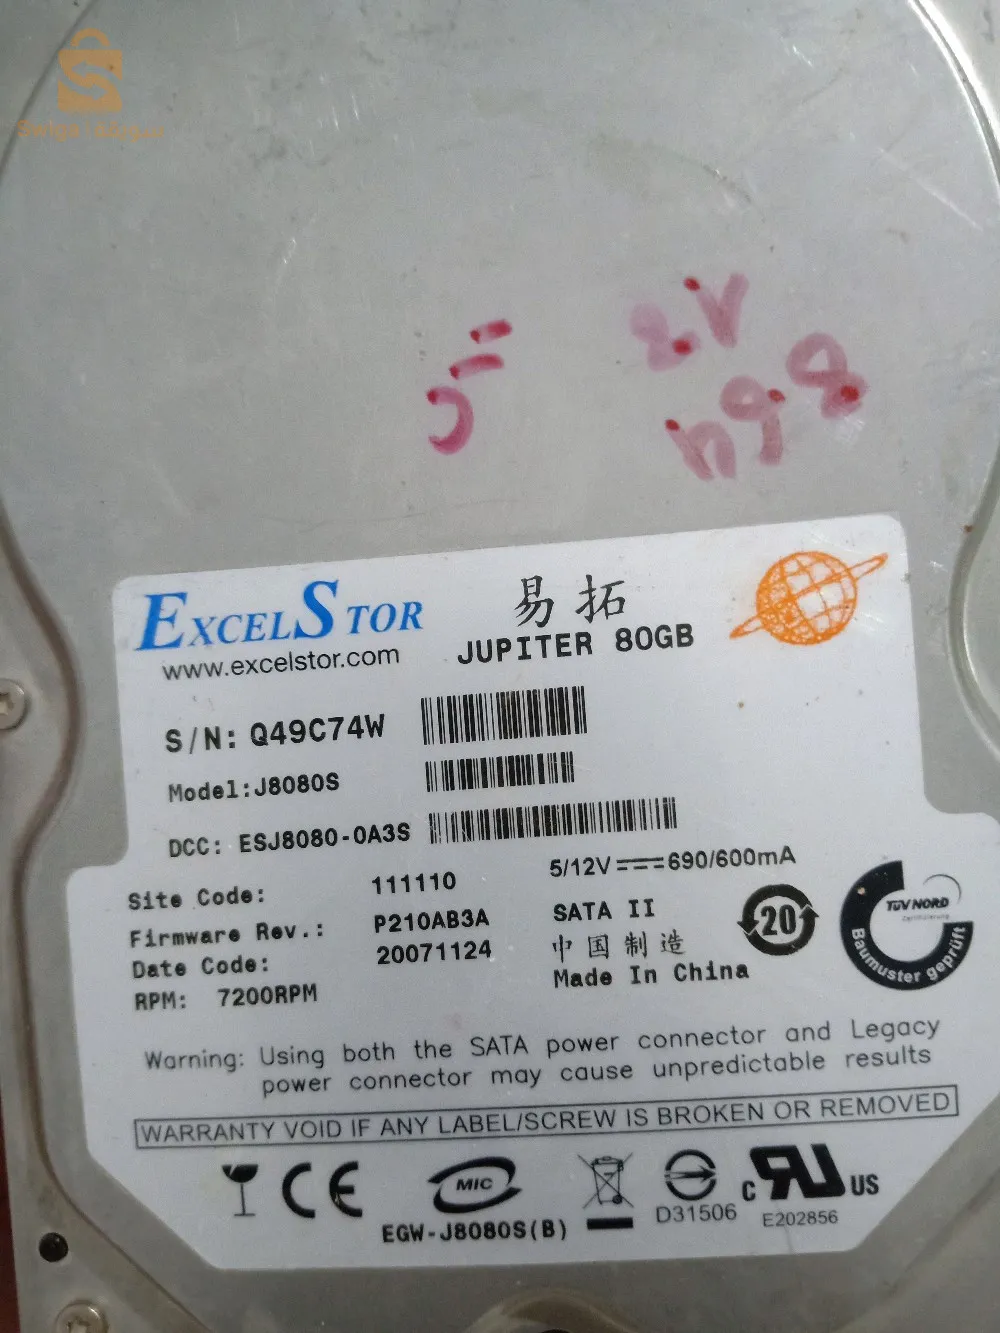 EXCELSTOR
www.excelstor.com
易拓
JUPITER 80GB
S/N: Q49C74W
Model:J8080S
DCC: ESJ8080-0A3S
5/12V 690/600mA
Site Code: 111110
Firmware Rev.: P210AB3A
SATA II
Date Code: 20071124
中国制造
RPM: 7200RPM
Made In China
20
TÜV NORD
Baumuster geprüft
Warning: Using both the SATA power connector and Legacy
power connector may cause unpredictable results
WARRANTY VOID IF ANY LABEL/SCREW IS BROKEN OR REMOVED
CE
MIC
EGW-J8080S(B)
D31506
c RU US
E202856